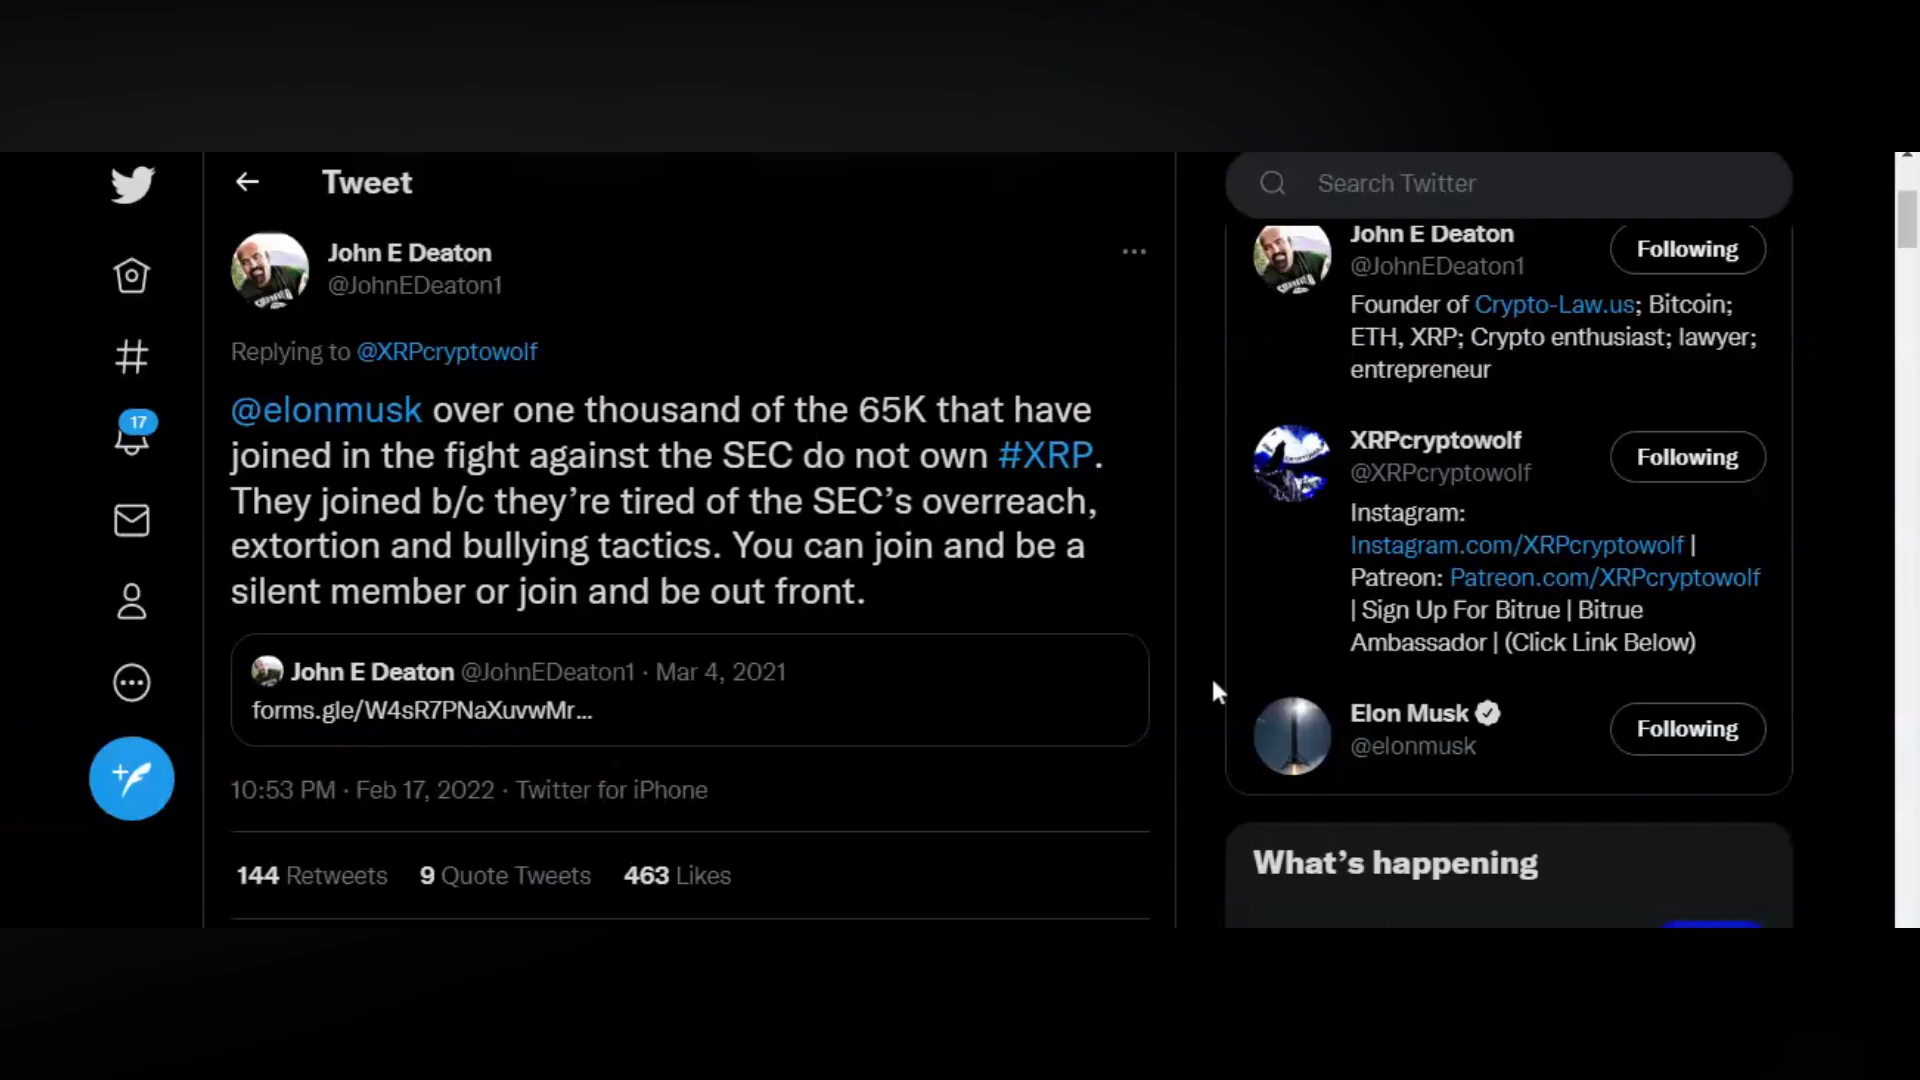 Tweet
John E Deaton
@JohnEDeaton1
Replying to @XRPcryptowolf
@elonmusk over one thousand of the 65K that have
joined in the fight against the SEC do not own #XRP.
They joined b/c they’re tired of the SEC’s overreach,
extortion and bullying tactics. You can join and be a
silent member or join and be out front.
John E Deaton @JohnEDeaton1 · Mar 4, 2021
forms.gle/W4sR7PNaXuvwMr...
10:53 PM · Feb 17, 2022 · Twitter for iPhone
144 Retweets 9 Quote Tweets 463 Likes
17
Search Twitter
John E Deaton
@JohnEDeaton1
Following
Founder of Crypto-Law.us; Bitcoin;
ETH, XRP; Crypto enthusiast; lawyer;
entrepreneur
XRPcryptowolf
@XRPcryptowolf
Following
Instagram:
Instagram.com/XRPcryptowolf |
Patreon: Patreon.com/XRPcryptowolf
| Sign Up For Bitrue | Bitrue
Ambassador | (Click Link Below)
Elon Musk
@elonmusk
Following
What’s happening